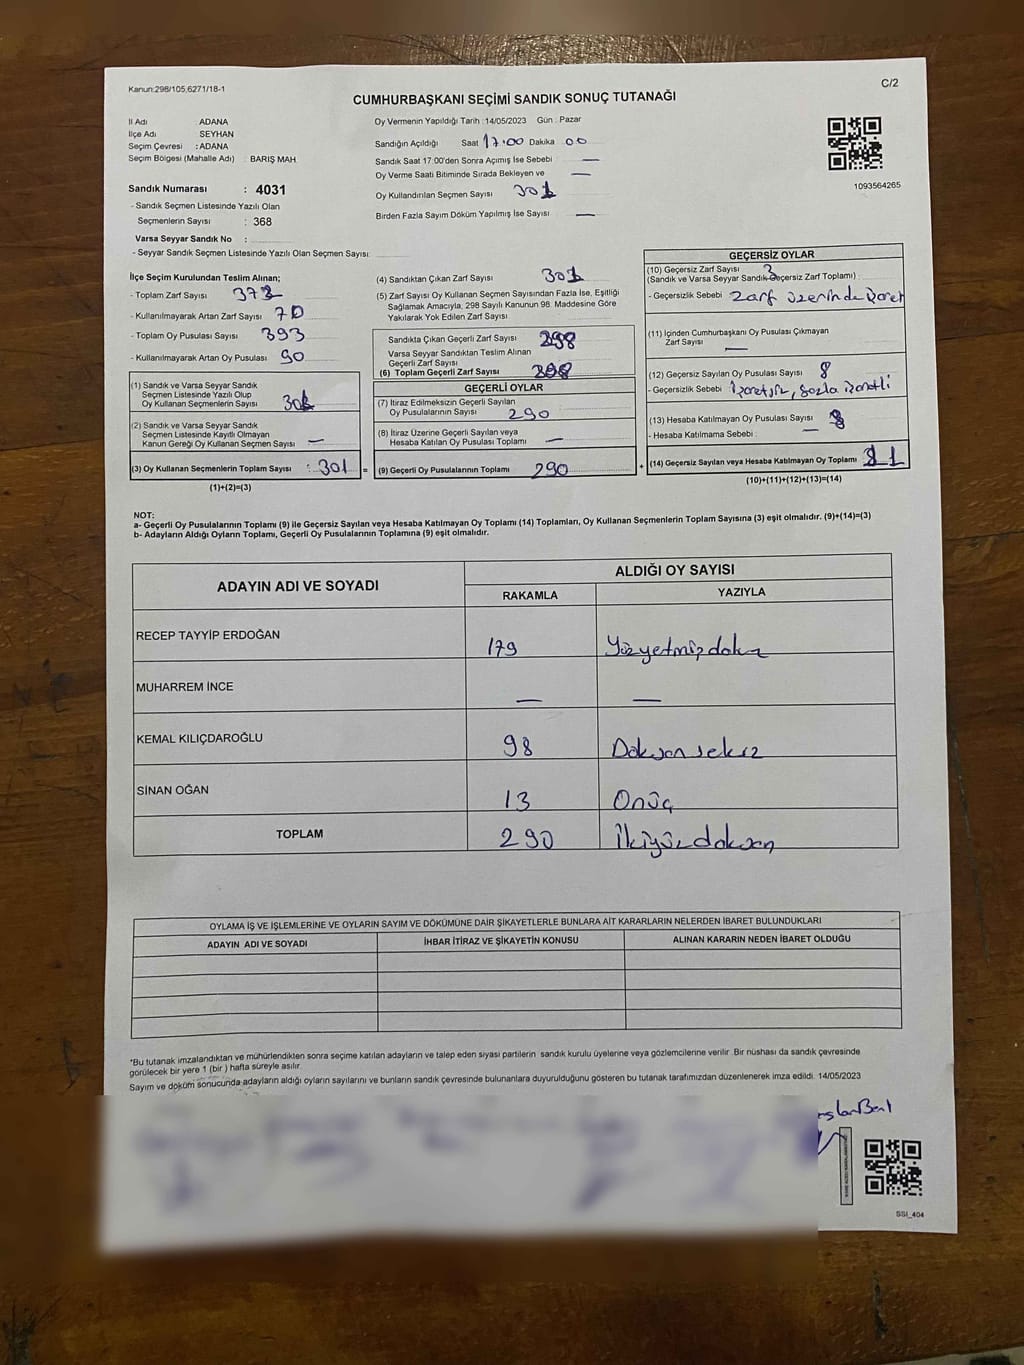 Kanun:298/105,6271/18-1
C/2
CUMHURBAŞKANI SEÇİMİ SANDIK SONUÇ TUTANAĞI
İl Adı ADANA
İlçe Adı SEYHAN
Seçim Çevresi : ADANA
Seçim Bölgesi (Mahalle Adı) : BARIŞ MAH
Sandık Numarası : 4031
- Sandık Seçmen Listesinde Yazılı Olan
Seçmenlerin Sayısı : 368
Varsa Seyyar Sandık No :
- Seyyar Sandık Seçmen Listesinde Yazılı Olan Seçmen Sayısı:
Oy Vermenin Yapıldığı Tarih : 14/05/2023 Gün : Pazar
Sandığın Açıldığı Saat 17:00 Dakika 00
Sandık Saat 17:00'den Sonra Açımış İse Sebebi —
Oy Verme Saati Bitiminde Sırada Bekleyen ve —
Oy Kullandırılan Seçmen Sayısı 301
Birden Fazla Sayım Döküm Yapılmış İse Sayısı —
1093564265
İlçe Seçim Kurulundan Teslim Alınan;
- Toplam Zarf Sayısı
- Kullanılmayarak Artan Zarf Sayısı : 70
- Toplam Oy Pusulası Sayısı : 393
- Kullanılmayarak Artan Oy Pusulası : 90
(1) Sandık ve Varsa Seyyar Sandık
Seçmen Listesinde Yazılı Olup
Oy Kullanan Seçmenlerin Sayısı : 301
(2) Sandık ve Varsa Seyyar Sandık
Seçmen Listesinde Kayıtlı Olmayan
Kanun Gereği Oy Kullanan Seçmen Sayısı : —
(3) Oy Kullanan Seçmenlerin Toplam Sayısı : 301 =
(1)+(2)=(3)
(4) Sandıktan Çıkan Zarf Sayısı 301
(5) Zarf Sayısı Oy Kullanan Seçmen Sayısından Fazla İse, Eşitliği
Sağlamak Amacıyla, 298 Sayılı Kanunun 98. Maddesine Göre
Yakılarak Yok Edilen Zarf Sayısı
Sandıkta Çıkan Geçerli Zarf Sayısı : 298
Varsa Seyyar Sandıktan Teslim Alınan
Geçerli Zarf Sayısı
(6) Toplam Geçerli Zarf Sayısı : 298
GEÇERLİ OYLAR
(7) İtiraz Edilmeksizin Geçerli Sayılan
Oy Pusulalarının Sayısı : 290
(8) İtiraz Üzerine Geçerli Sayılan veya
Hesaba Katılan Oy Pusulası Toplamı : —
(9) Geçerli Oy Pusulalarının Toplamı : 290 +
GEÇERSİZ OYLAR
(10) Geçersiz Zarf Sayısı 3
(Sandık ve Varsa Seyyar Sandık Geçersiz Zarf Toplamı) :
- Geçersizlik Sebebi : zarf üzerinde işaret
(11) İçinden Cumhurbaşkanı Oy Pusulası Çıkmayan
Zarf Sayısı : —
(12) Geçersiz Sayılan Oy Pusulası Sayısı : 8
- Geçersizlik Sebebi : işaretsiz, fazla işaretli
(13) Hesaba Katılmayan Oy Pusulası Sayısı : —
- Hesaba Katılmama Sebebi :
(14) Geçersiz Sayılan veya Hesaba Katılmayan Oy Toplamı :
(10)+(11)+(12)+(13)=(14)
NOT:
a- Geçerli Oy Pusulalarının Toplamı (9) ile Geçersiz Sayılan veya Hesaba Katılmayan Oy Toplamı (14) Toplamları, Oy Kullanan Seçmenlerin Toplam Sayısına (3) eşit olmalıdır. (9)+(14)=(3)
b- Adayların Aldığı Oyların Toplamı, Geçerli Oy Pusulalarının Toplamına (9) eşit olmalıdır.
ADAYIN ADI VE SOYADI
ALDIĞI OY SAYISI
RAKAMLA YAZIYLA
RECEP TAYYİP ERDOĞAN 179 Yüzyetmişdokuz
MUHARREM İNCE — —
KEMAL KILIÇDAROĞLU 98 Doksansekiz
SİNAN OĞAN 13 Onüç
TOPLAM 290 İkiyüzdoksan
OYLAMA İŞ VE İŞLEMLERİNE VE OYLARIN SAYIM VE DÖKÜMÜNE DAİR ŞİKAYETLERLE BUNLARA AİT KARARLARIN NELERDEN İBARET BULUNDUKLARI
ADAYIN ADI VE SOYADI İHBAR İTİRAZ VE ŞİKAYETİN KONUSU ALINAN KARARIN NEDEN İBARET OLDUĞU
*Bu tutanak imzalandıktan ve mühürlendikten sonra seçime katılan adayların ve talep eden siyasi partilerin sandık kurulu üyelerine veya gözlemcilerine verilir. Bir nüshası da sandık çevresinde
görülecek bir yere 1 (bir ) hafta süreyle asılır.
Sayım ve döküm sonucunda adayların aldığı oyların sayılarını ve bunların sandık çevresinde bulunanlara duyurulduğunu gösteren bu tutanak tarafımızdan düzenlenerek imza edildi. 14/05/2023
SSI_404